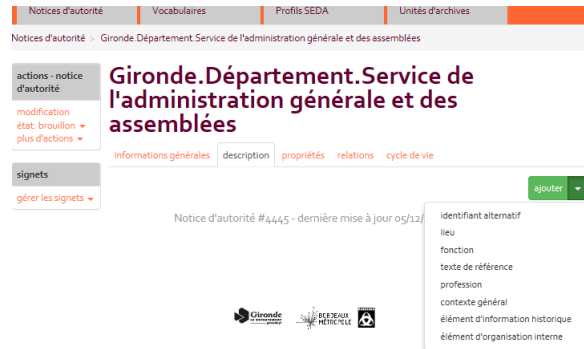 Notices d'autorité
Vocabulaires
Profils SEDA
Unités d'archives
Notices d'autorité > Gironde.Département.Service de l'administration générale et des assemblées
actions - notice
d'autorité
modification
état: brouillon
plus d'actions
signets
gérer les signets
Gironde.Département.Service de
l'administration générale et des
assemblées
informations générales
description
propriétés
relations
cycle de vie
ajouter
Notice d'autorité #4445 - dernière mise à jour 05/12/
identifiant alternatif
lieu
fonction
texte de référence
profession
contexte général
élément d'information historique
élément d'organisation interne
Gironde
BORDEAUX
MÉTROPOLE